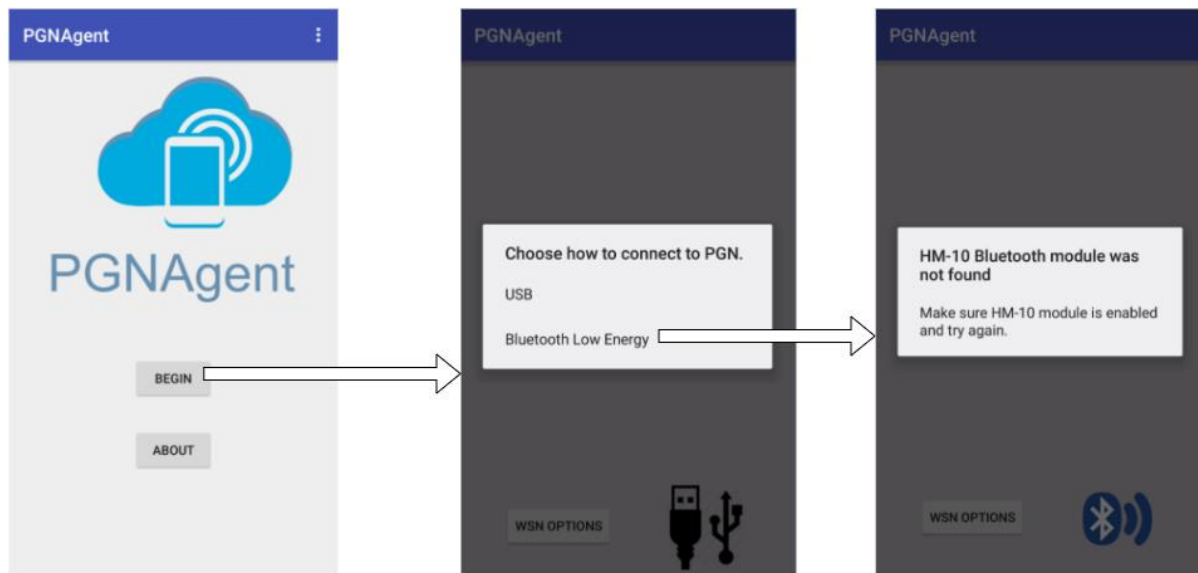 PGNAgent
PGNAgent
BEGIN
ABOUT
PGNAgent
Choose how to connect to PGN.
USB
Bluetooth Low Energy
WSN OPTIONS
PGNAgent
HM-10 Bluetooth module was
not found
Make sure HM-10 module is enabled
and try again.
WSN OPTIONS